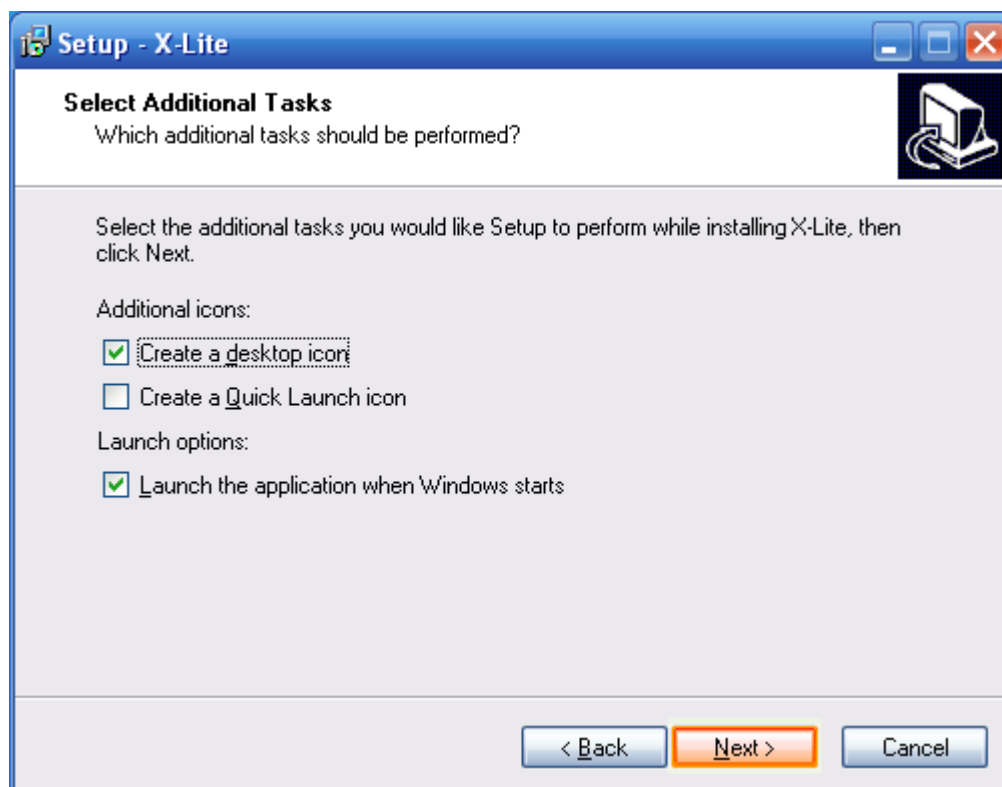 Setup - X-Lite
Select Additional Tasks
Which additional tasks should be performed?
Select the additional tasks you would like Setup to perform while installing X-Lite, then
click Next.
Additional icons:
Create a desktop icon
Create a Quick Launch icon
Launch options:
Launch the application when Windows starts
< Back Next > Cancel